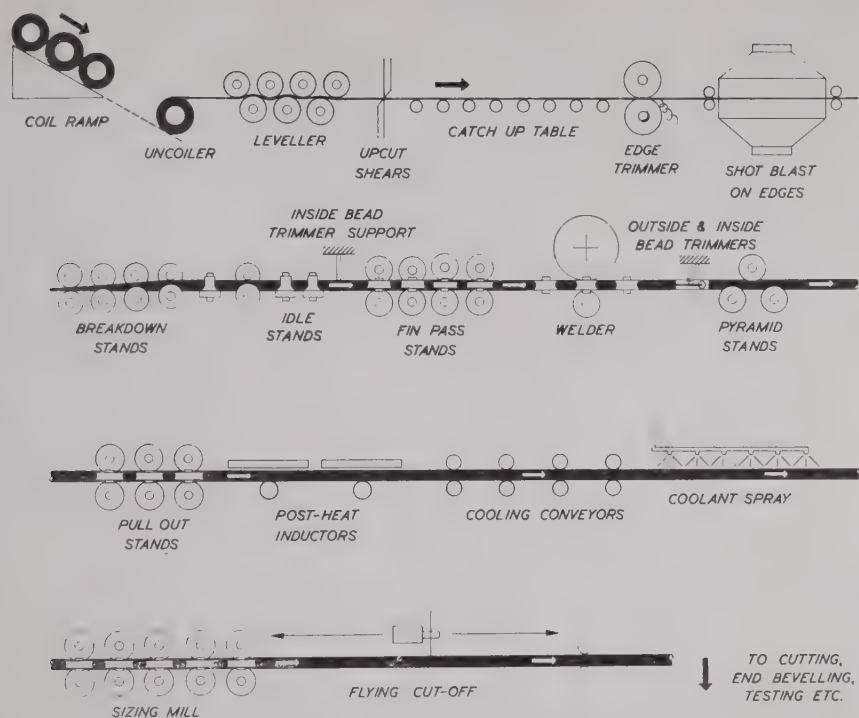 COIL RAMP
UNCOILER
LEVELLER
UPCUT
SHEARS
CATCH UP TABLE
EDGE
TRIMMER
SHOT BLAST
ON EDGES
BREAKDOWN
STANDS
IDLE
STANDS
INSIDE BEAD
TRIMMER SUPPORT
FIN PASS
STANDS
WELDER
OUTSIDE & INSIDE
BEAD TRIMMERS
PYRAMID
STANDS
PULL OUT
STANDS
POST-HEAT
INDUCTORS
COOLING CONVEYORS
COOLANT SPRAY
SIZING MILL
FLYING CUT-OFF
TO CUTTING,
END BEVELLING,
TESTING ETC.